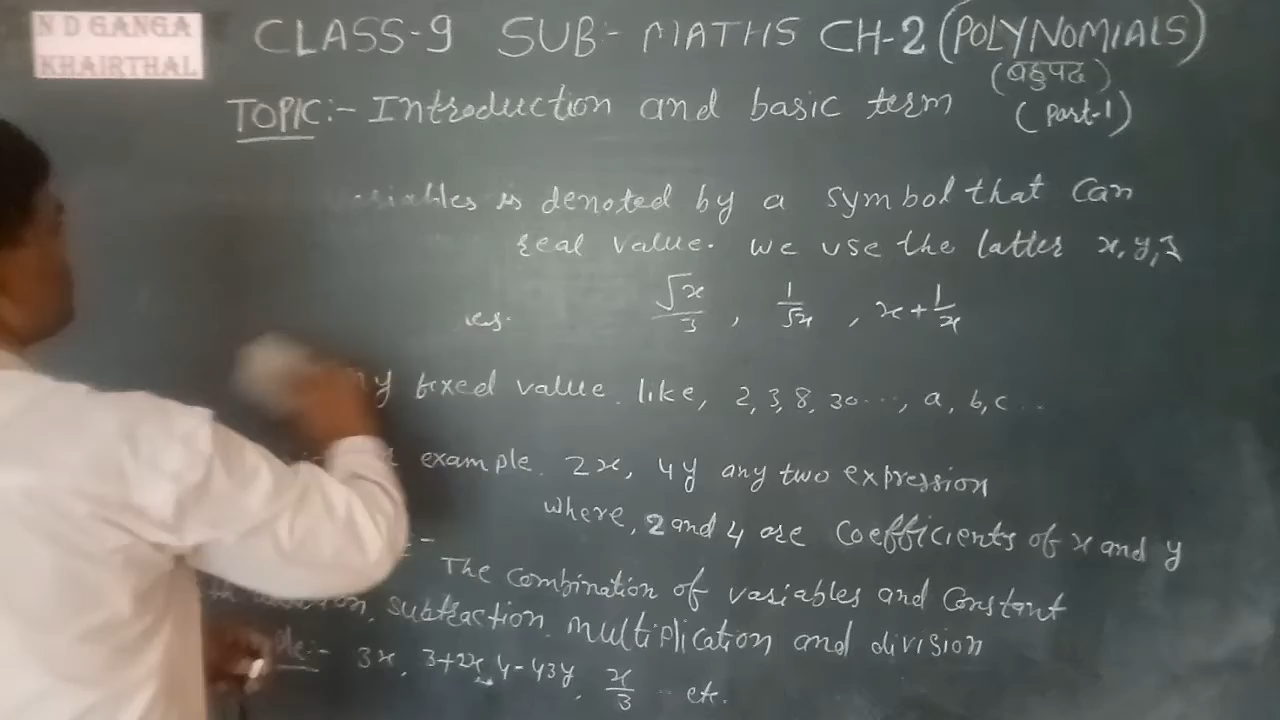 N D GANGA
KHAIRTHAL
CLASS-9 SUB- MATHS CH-2 (POLYNOMIALS)
(बहुपद)
TOPIC:- Introduction and basic term (Part-1)
is denoted by a symbol that can
real value. we use the latter x, y, z
√x/3 , 1/√x , x + 1/x
fixed value. like, 2, 3, 8, 30 ...., a, b, c ...
example. 2x, 4y any two expression
where, 2 and 4 are coefficients of x and y
The combination of variables and constant
subtraction, multiplication and division
3x, 3+2x, 4-43y, x/3 -- etc.